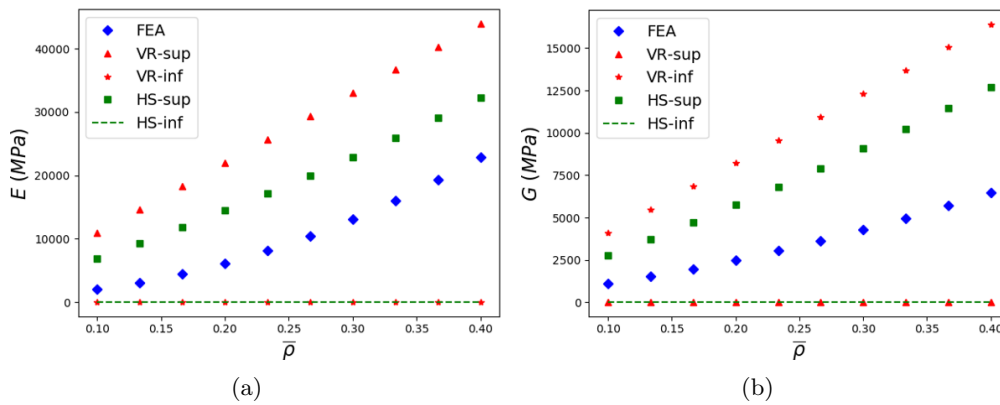 FEA
VR-sup
VR-inf
HS-sup
HS-inf
E (MPa)
40000
30000
20000
10000
0
0.10 0.15 0.20 0.25 0.30 0.35 0.40
ρ̅
(a)
FEA
VR-sup
VR-inf
HS-sup
HS-inf
G (MPa)
15000
12500
10000
7500
5000
2500
0
0.10 0.15 0.20 0.25 0.30 0.35 0.40
ρ̅
(b)